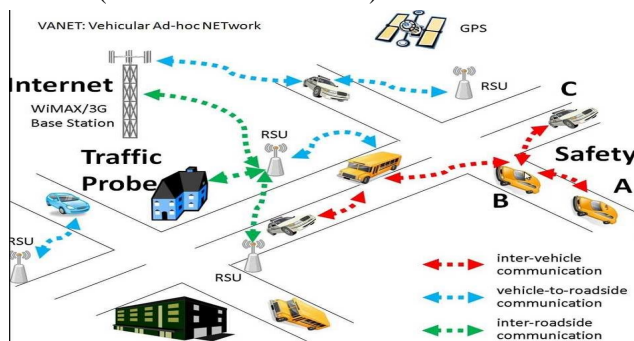 VANET: Vehicular Ad-hoc NETwork
GPS
Internet
WiMAX/3G
Base Station
RSU
C
RSU
Traffic
Probe
Safety
A
B
RSU
RSU
inter-vehicle
communication
vehicle-to-roadside
communication
inter-roadside
communication